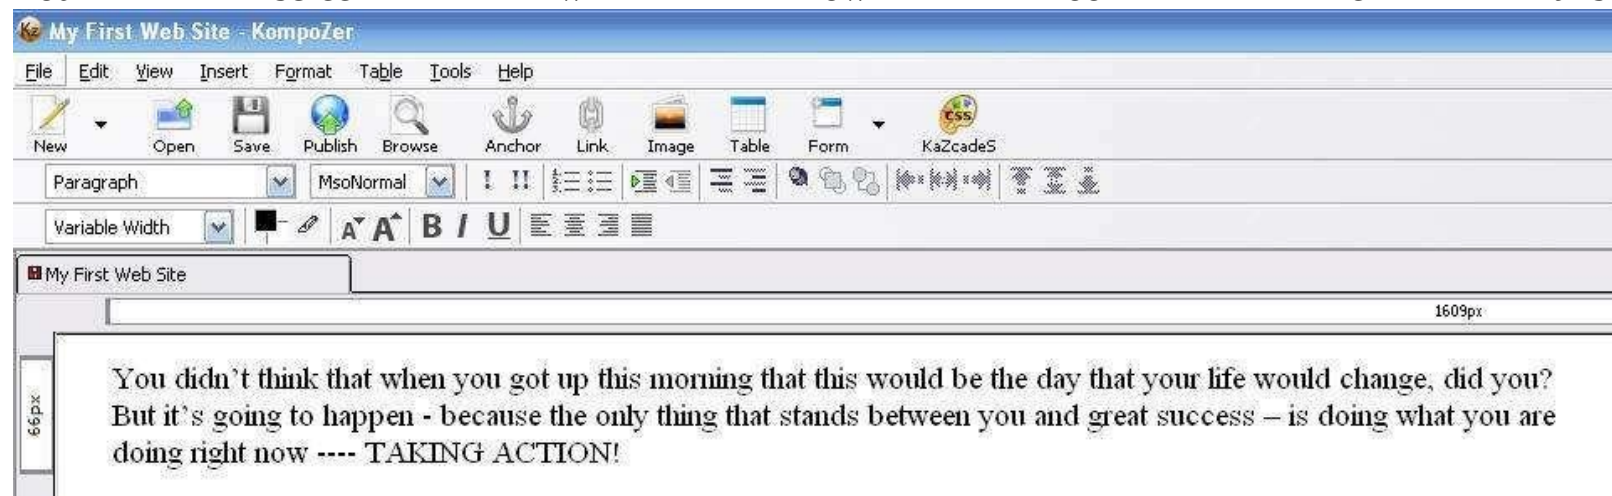 My First Web Site - KompoZer
File Edit View Insert Format Table Tools Help
New Open Save Publish Browse Anchor Link Image Table Form CSS KaZcadeS
Paragraph MsoNormal
Variable Width A A B I U
My First Web Site
1609px
66px
You didn’t think that when you got up this morning that this would be the day that your life would change, did you?
But it’s going to happen - because the only thing that stands between you and great success – is doing what you are
doing right now ---- TAKING ACTION!